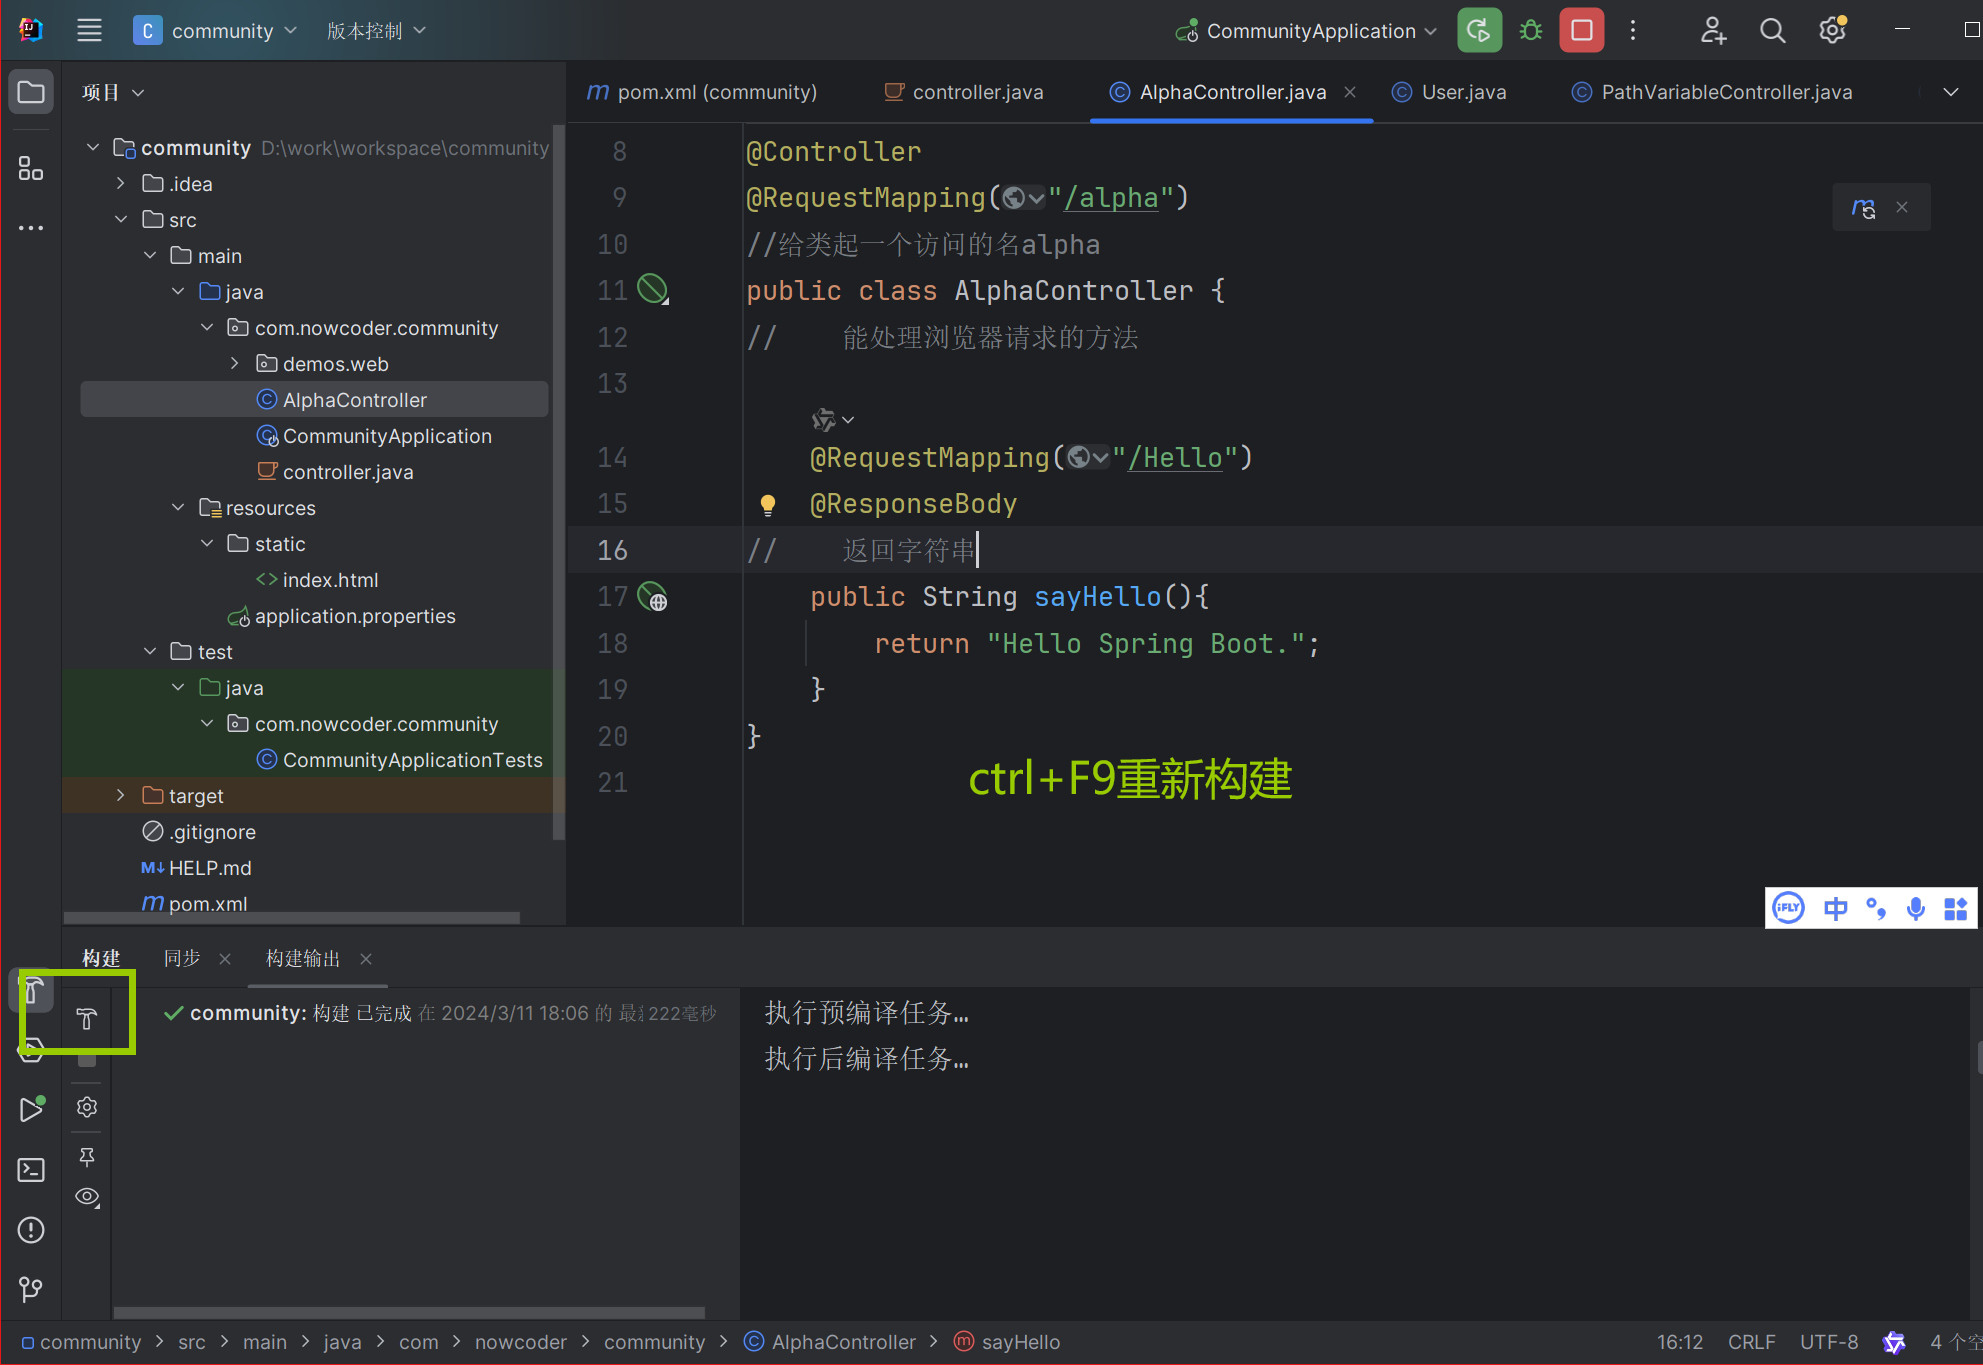 C community 版本控制 CommunityApplication
项目
pom.xml (community) controller.java AlphaController.java User.java PathVariableController.java
community D:\work\workspace\community
.idea
src
main
java
com.nowcoder.community
demos.web
AlphaController
CommunityApplication
controller.java
resources
static
index.html
application.properties
test
java
com.nowcoder.community
CommunityApplicationTests
target
.gitignore
HELP.md
pom.xml
8 @Controller
9 @RequestMapping("/alpha")
10 //给类起一个访问的名alpha
11 public class AlphaController {
12 // 能处理浏览器请求的方法
13
14 @RequestMapping("/Hello")
15 @ResponseBody
16 // 返回字符串
17 public String sayHello(){
18 return "Hello Spring Boot.";
19 }
20 }
21
ctrl+F9重新构建
iFLY 中
构建 同步 构建输出
community: 构建 已完成 在 2024/3/11 18:06 的 最 222毫秒
执行预编译任务…
执行后编译任务…
community > src > main > java > com > nowcoder > community > AlphaController > sayHello 16:12 CRLF UTF-8 4 个空